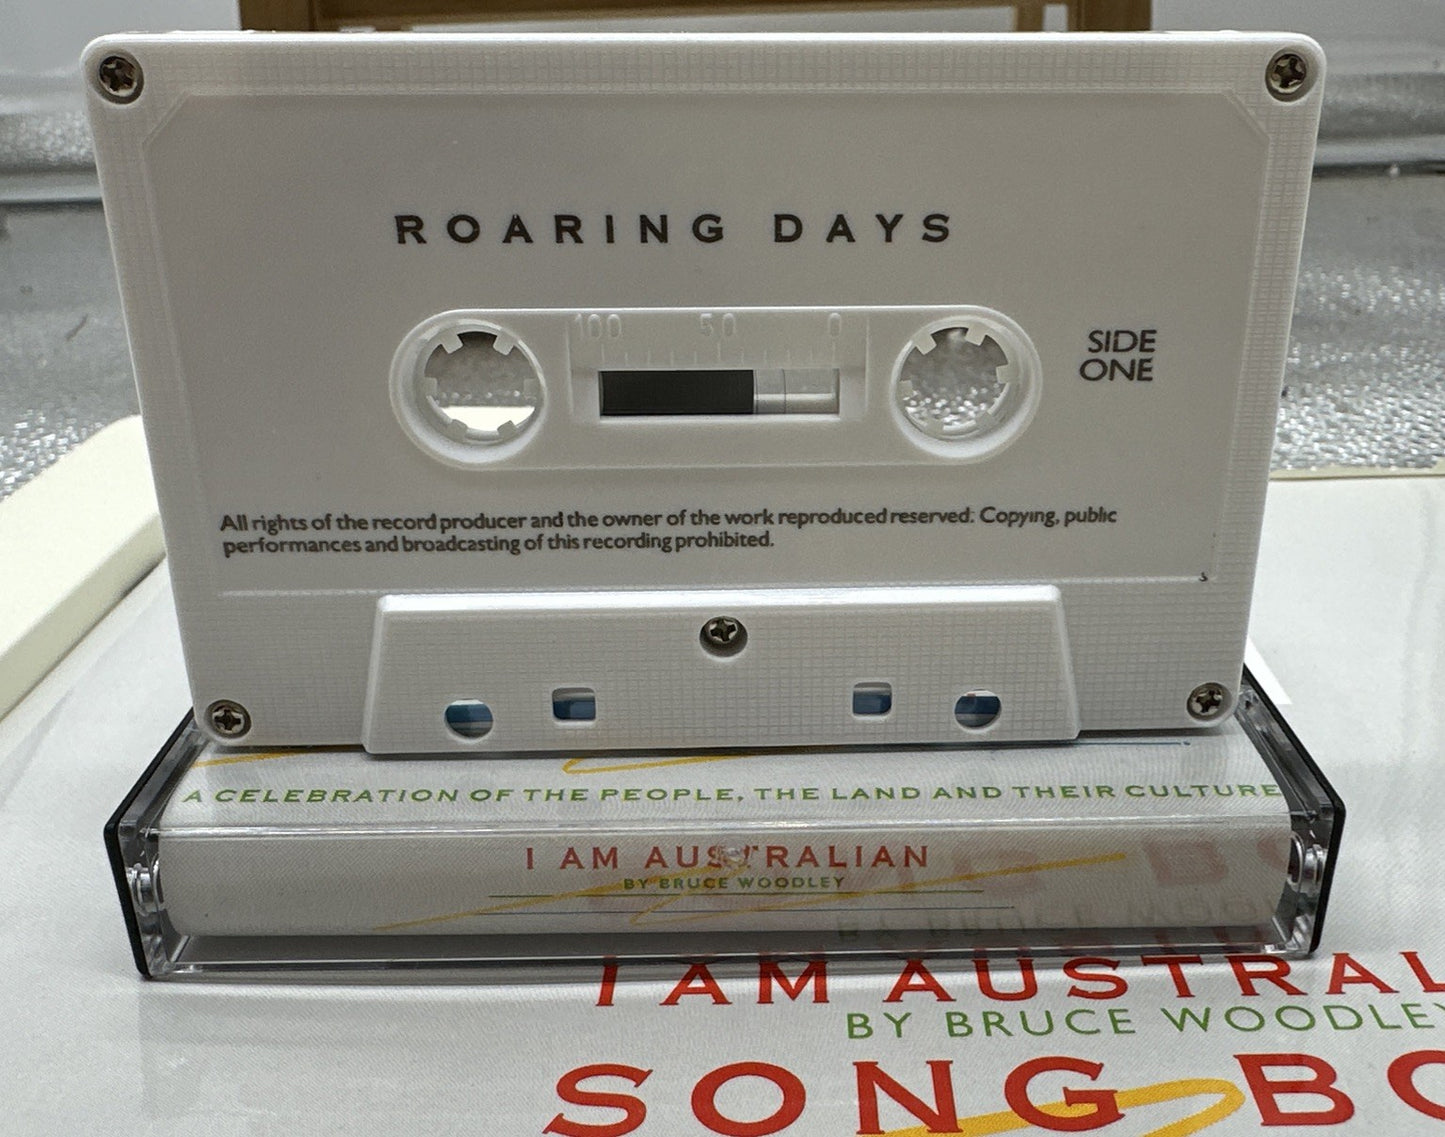 ROARING DAYS
100 50 0
SIDE
ONE
All rights of the record producer and the owner of the work reproduced reserved. Copying, public
performances and broadcasting of this recording prohibited.
A CELEBRATION OF THE PEOPLE, THE LAND AND THEIR CULTURE
I AM AUSTRALIAN
BY BRUCE WOODLEY
I AM AUSTRAL
BY BRUCE WOODLEY
SONG BO